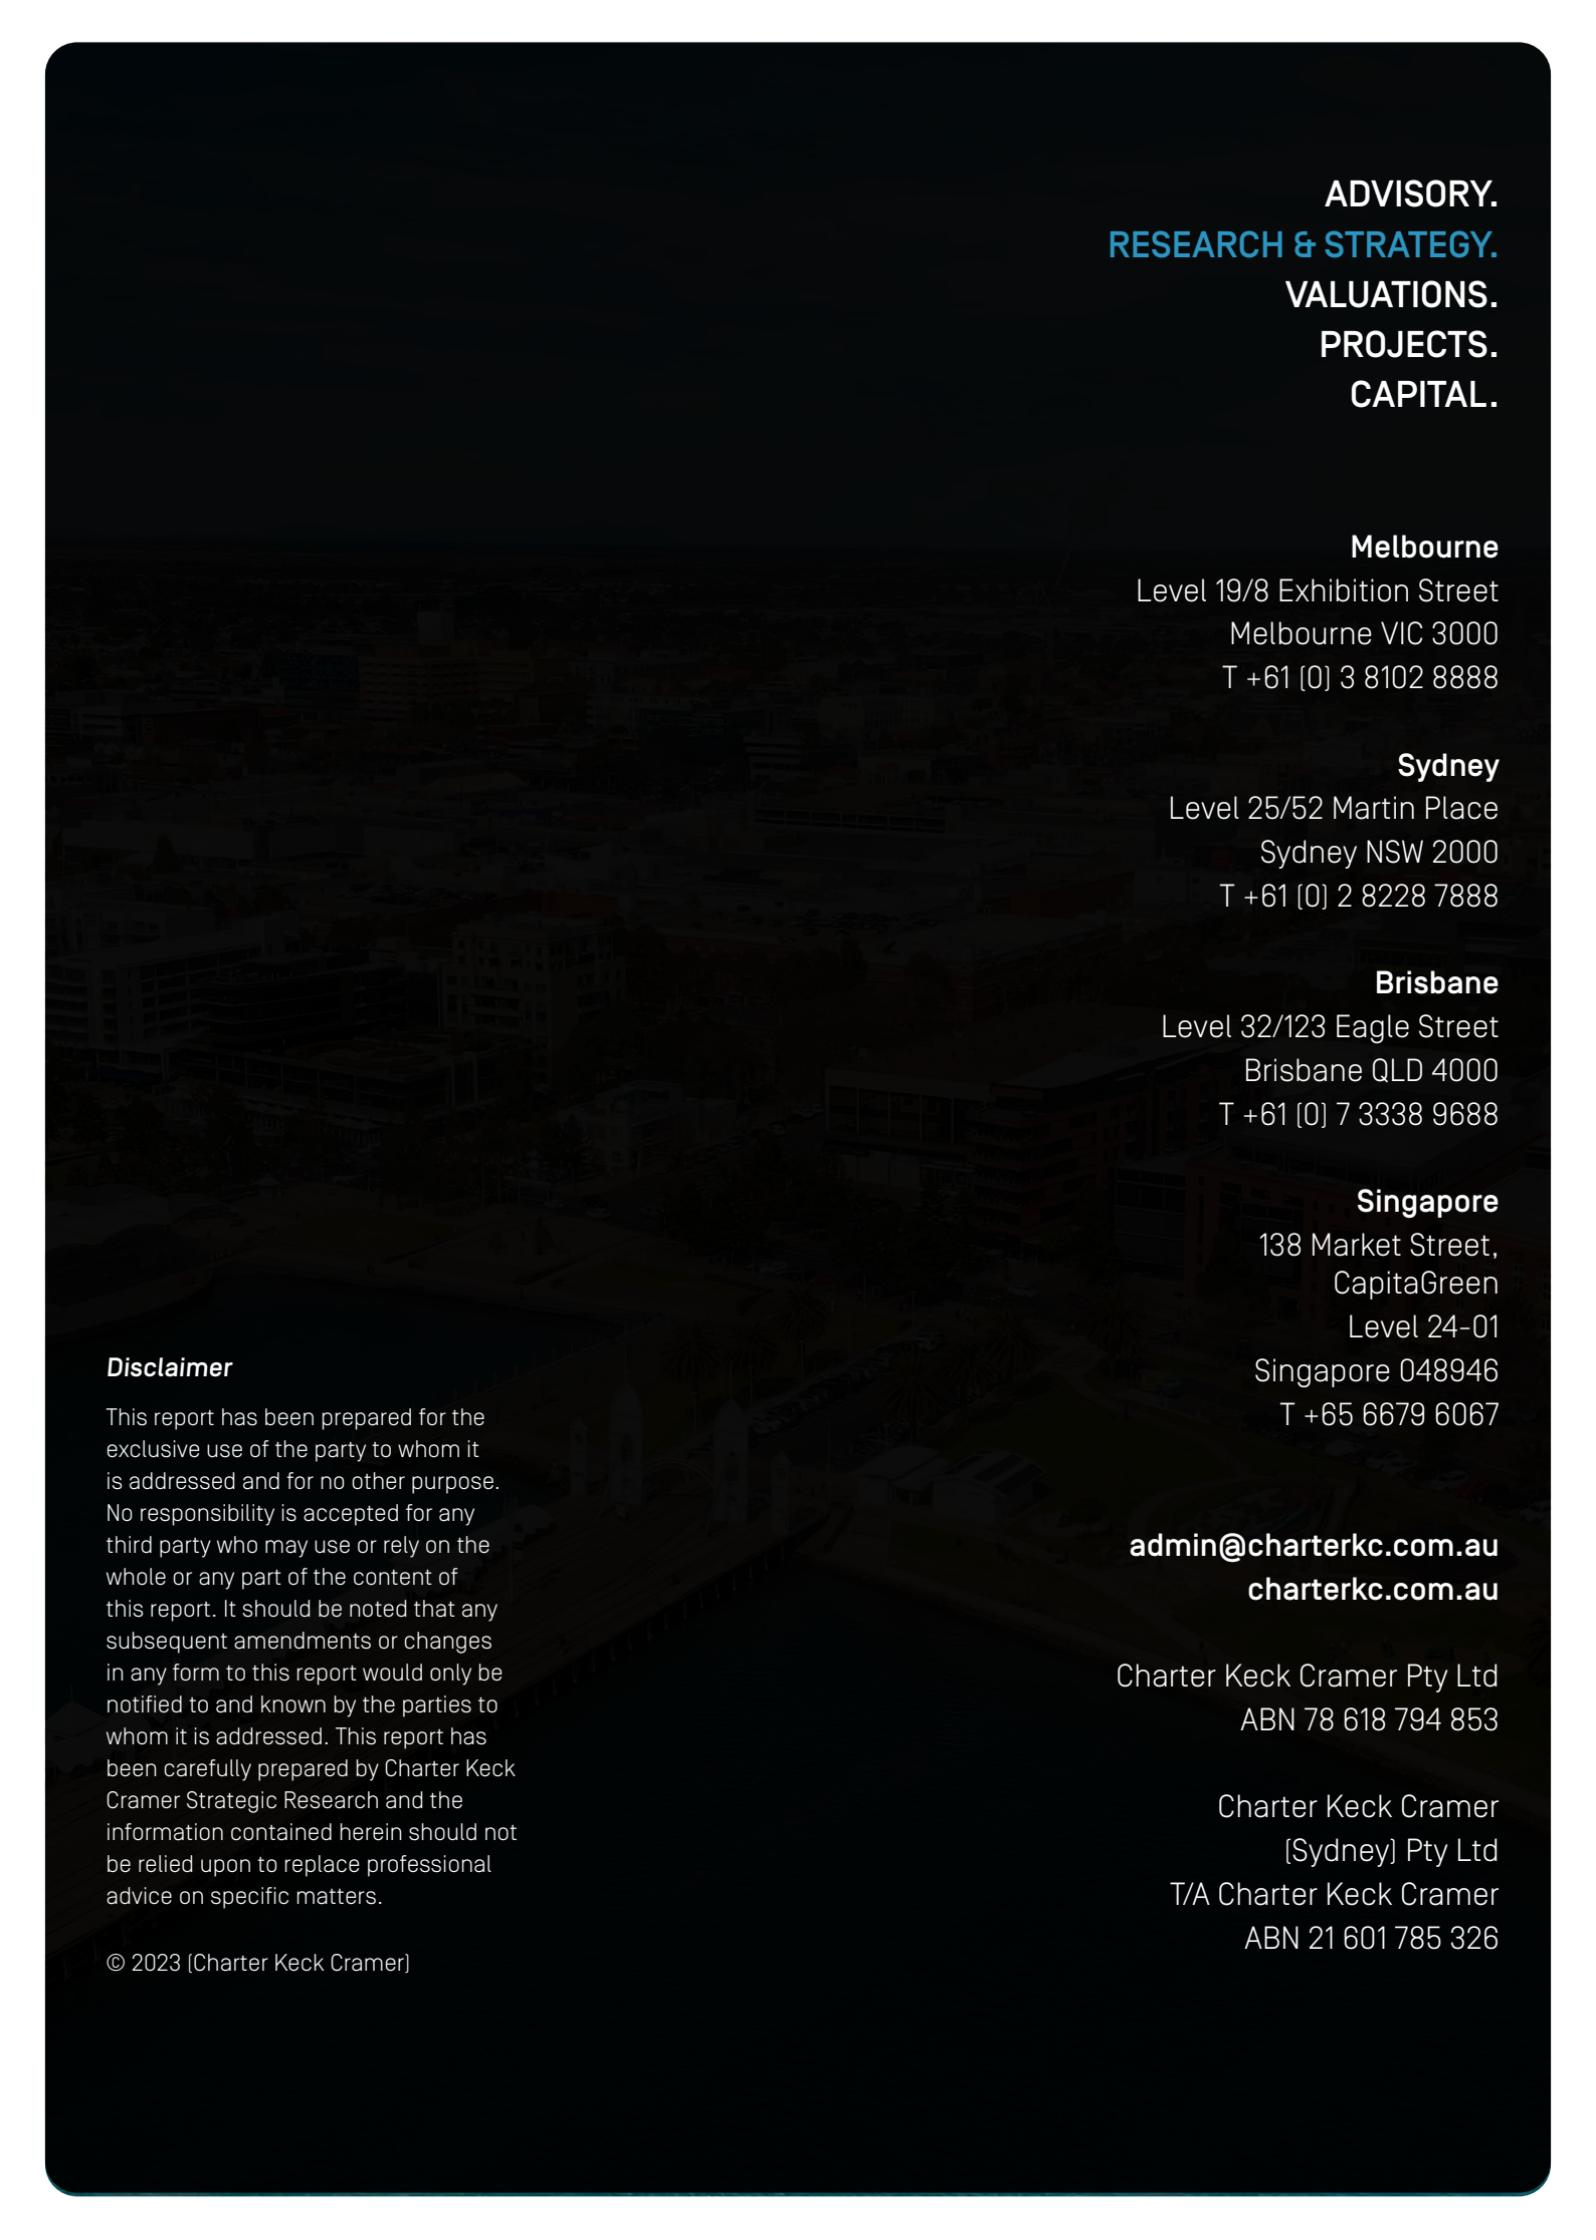 ADVISORY.
RESEARCH & STRATEGY.
VALUATIONS.
PROJECTS.
CAPITAL.
Melbourne
Level 19/8 Exhibition Street
Melbourne VIC 3000
T +61 (0) 3 8102 8888
Sydney
Level 25/52 Martin Place
Sydney NSW 2000
T +61 (0) 2 8228 7888
Brisbane
Level 32/123 Eagle Street
Brisbane QLD 4000
T +61 (0) 7 3338 9688
Singapore
138 Market Street,
CapitaGreen
Level 24-01
Singapore 048946
T +65 6679 6067
admin@charterkc.com.au
charterkc.com.au
Charter Keck Cramer Pty Ltd
ABN 78 618 794 853
Charter Keck Cramer
(Sydney) Pty Ltd
T/A Charter Keck Cramer
ABN 21 601 785 326
Disclaimer
This report has been prepared for the
exclusive use of the party to whom it
is addressed and for no other purpose.
No responsibility is accepted for any
third party who may use or rely on the
whole or any part of the content of
this report. It should be noted that any
subsequent amendments or changes
in any form to this report would only be
notified to and known by the parties to
whom it is addressed. This report has
been carefully prepared by Charter Keck
Cramer Strategic Research and the
information contained herein should not
be relied upon to replace professional
advice on specific matters.
© 2023 (Charter Keck Cramer)